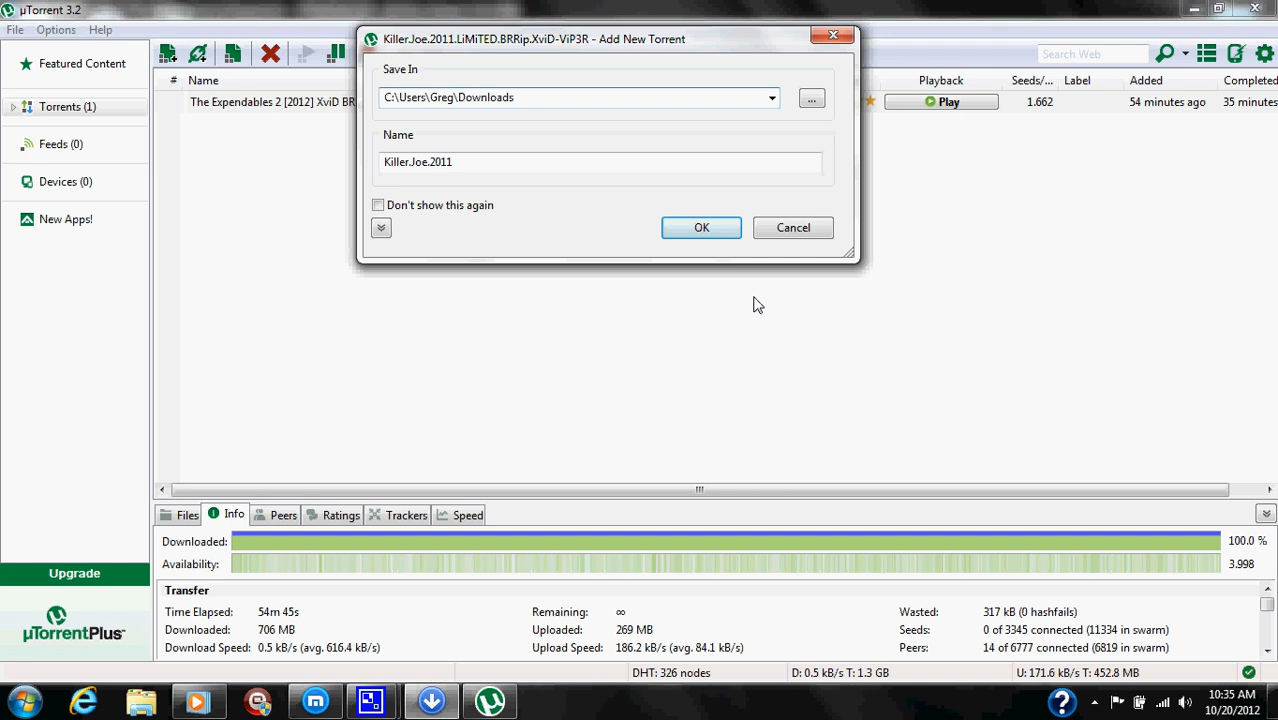 µTorrent 3.2
File Options Help
KillerJoe.2011.LiMiTED.BRRip.XviD-ViP3R - Add New Torrent
Save In
C:\Users\Greg\Downloads
...
Name
KillerJoe.2011
Don't show this again
OK Cancel
Featured Content
Torrents (1)
Feeds (0)
Devices (0)
New Apps!
Search Web
# Name Playback Seeds/... Label Added Completed
The Expendables 2 [2012] XviD BR Play 1.662 54 minutes ago 35 minutes
Files Info Peers Ratings Trackers Speed
Downloaded: 100.0 %
Availability: 3.998
Transfer
Time Elapsed: 54m 45s Remaining: ∞ Wasted: 317 kB (0 hashfails)
Downloaded: 706 MB Uploaded: 269 MB Seeds: 0 of 3345 connected (11334 in swarm)
Download Speed: 0.5 kB/s (avg. 616.4 kB/s) Upload Speed: 186.2 kB/s (avg. 84.1 kB/s) Peers: 14 of 6777 connected (6819 in swarm)
Upgrade
µTorrentPlus
DHT: 326 nodes D: 0.5 kB/s T: 1.3 GB U: 171.6 kB/s T: 452.8 MB
10:35 AM
10/20/2012